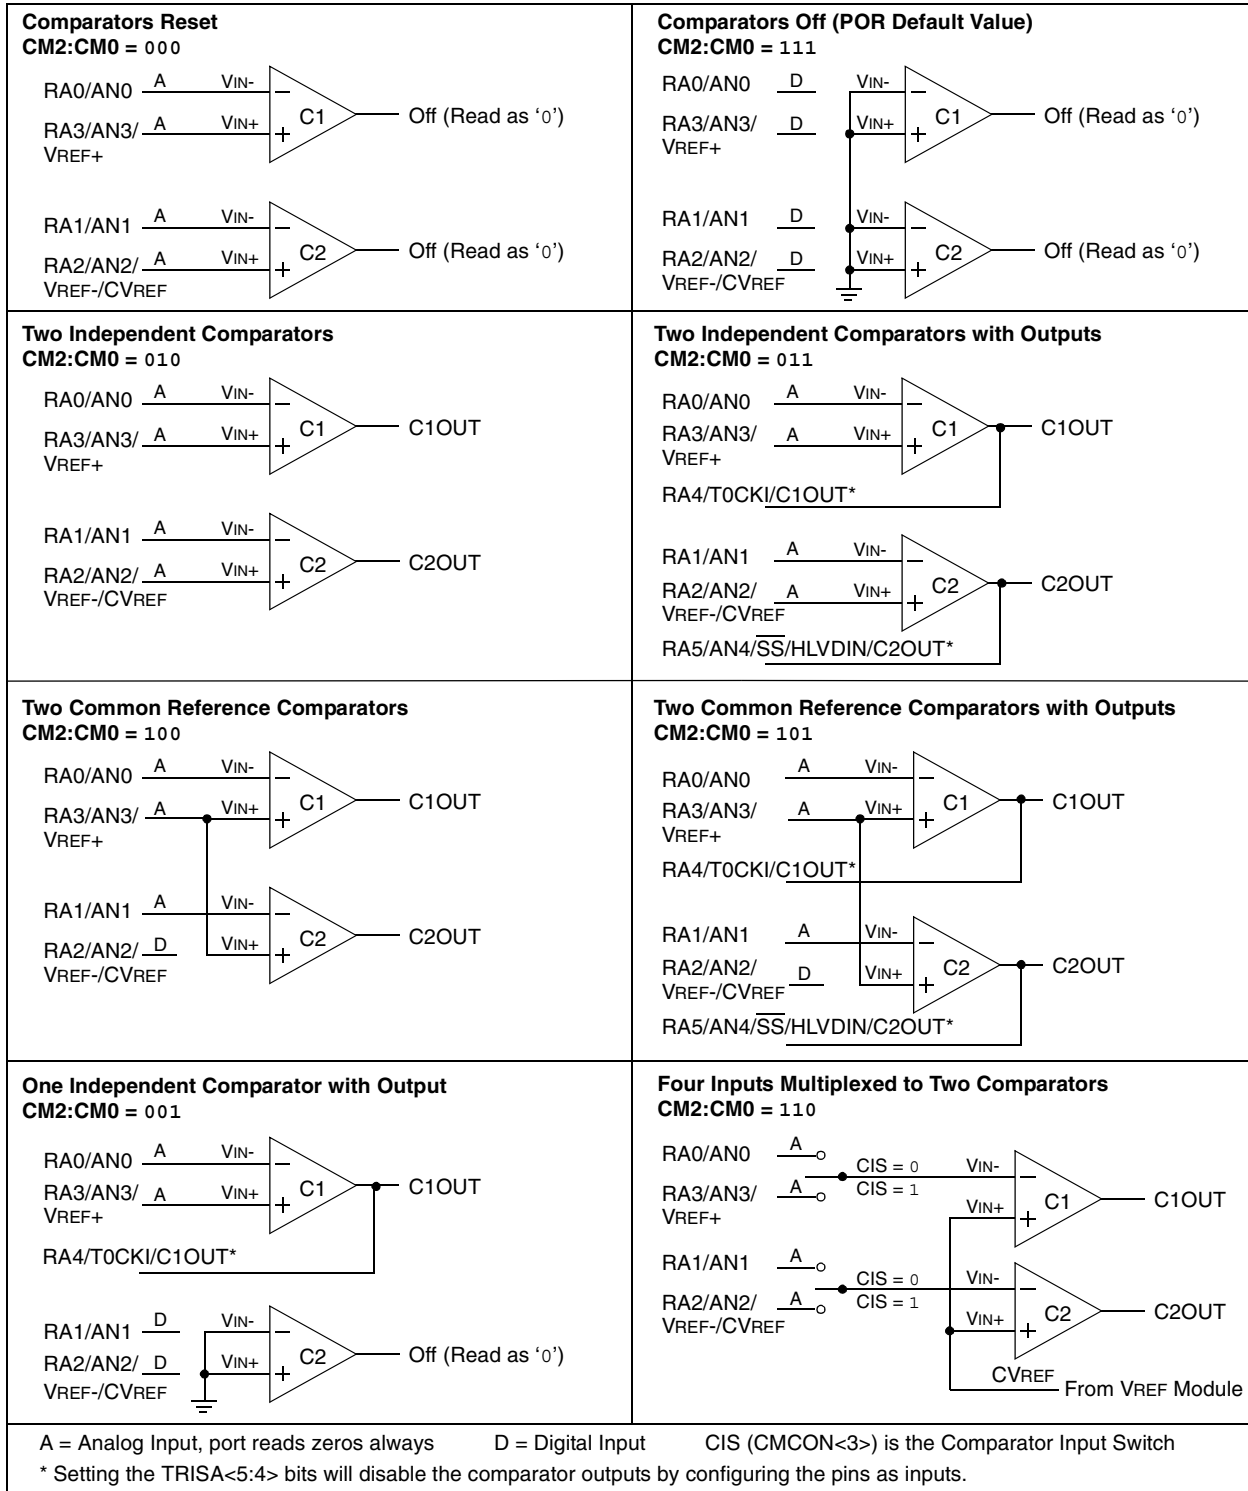 Comparators Reset
CM2:CM0 = 000
RA0/AN0 A VIN-
C1 Off (Read as ‘0’)
RA3/AN3/ A VIN+
VREF+
RA1/AN1 A VIN-
C2 Off (Read as ‘0’)
RA2/AN2/ A VIN+
VREF-/CVREF
Comparators Off (POR Default Value)
CM2:CM0 = 111
RA0/AN0 D VIN-
C1 Off (Read as ‘0’)
RA3/AN3/ D VIN+
VREF+
RA1/AN1 D VIN-
C2 Off (Read as ‘0’)
RA2/AN2/ D VIN+
VREF-/CVREF
Two Independent Comparators
CM2:CM0 = 010
RA0/AN0 A VIN-
C1 C1OUT
RA3/AN3/ A VIN+
VREF+
RA1/AN1 A VIN-
C2 C2OUT
RA2/AN2/ A VIN+
VREF-/CVREF
Two Independent Comparators with Outputs
CM2:CM0 = 011
RA0/AN0 A VIN-
C1 C1OUT
RA3/AN3/ A VIN+
VREF+
RA4/T0CKI/C1OUT*
RA1/AN1 A VIN-
C2 C2OUT
RA2/AN2/ A VIN+
VREF-/CVREF
RA5/AN4/SS/HLVDIN/C2OUT*
Two Common Reference Comparators
CM2:CM0 = 100
RA0/AN0 A VIN-
C1 C1OUT
RA3/AN3/ A VIN+
VREF+
RA1/AN1 A VIN-
C2 C2OUT
RA2/AN2/ D VIN+
VREF-/CVREF
Two Common Reference Comparators with Outputs
CM2:CM0 = 101
RA0/AN0 A VIN-
C1 C1OUT
RA3/AN3/ A VIN+
VREF+
RA4/T0CKI/C1OUT*
RA1/AN1 A VIN-
C2 C2OUT
RA2/AN2/ D VIN+
VREF-/CVREF
RA5/AN4/SS/HLVDIN/C2OUT*
One Independent Comparator with Output
CM2:CM0 = 001
RA0/AN0 A VIN-
C1 C1OUT
RA3/AN3/ A VIN+
VREF+
RA4/T0CKI/C1OUT*
RA1/AN1 D VIN-
C2 Off (Read as ‘0’)
RA2/AN2/ D VIN+
VREF-/CVREF
Four Inputs Multiplexed to Two Comparators
CM2:CM0 = 110
RA0/AN0 A
CIS = 0 VIN-
RA3/AN3/ A CIS = 1 C1 C1OUT
VREF+ VIN+
RA1/AN1 A
CIS = 0 VIN-
RA2/AN2/ A CIS = 1 C2 C2OUT
VREF-/CVREF VIN+
CVREF
From VREF Module
A = Analog Input, port reads zeros always D = Digital Input CIS (CMCON<3>) is the Comparator Input Switch
* Setting the TRISA<5:4> bits will disable the comparator outputs by configuring the pins as inputs.